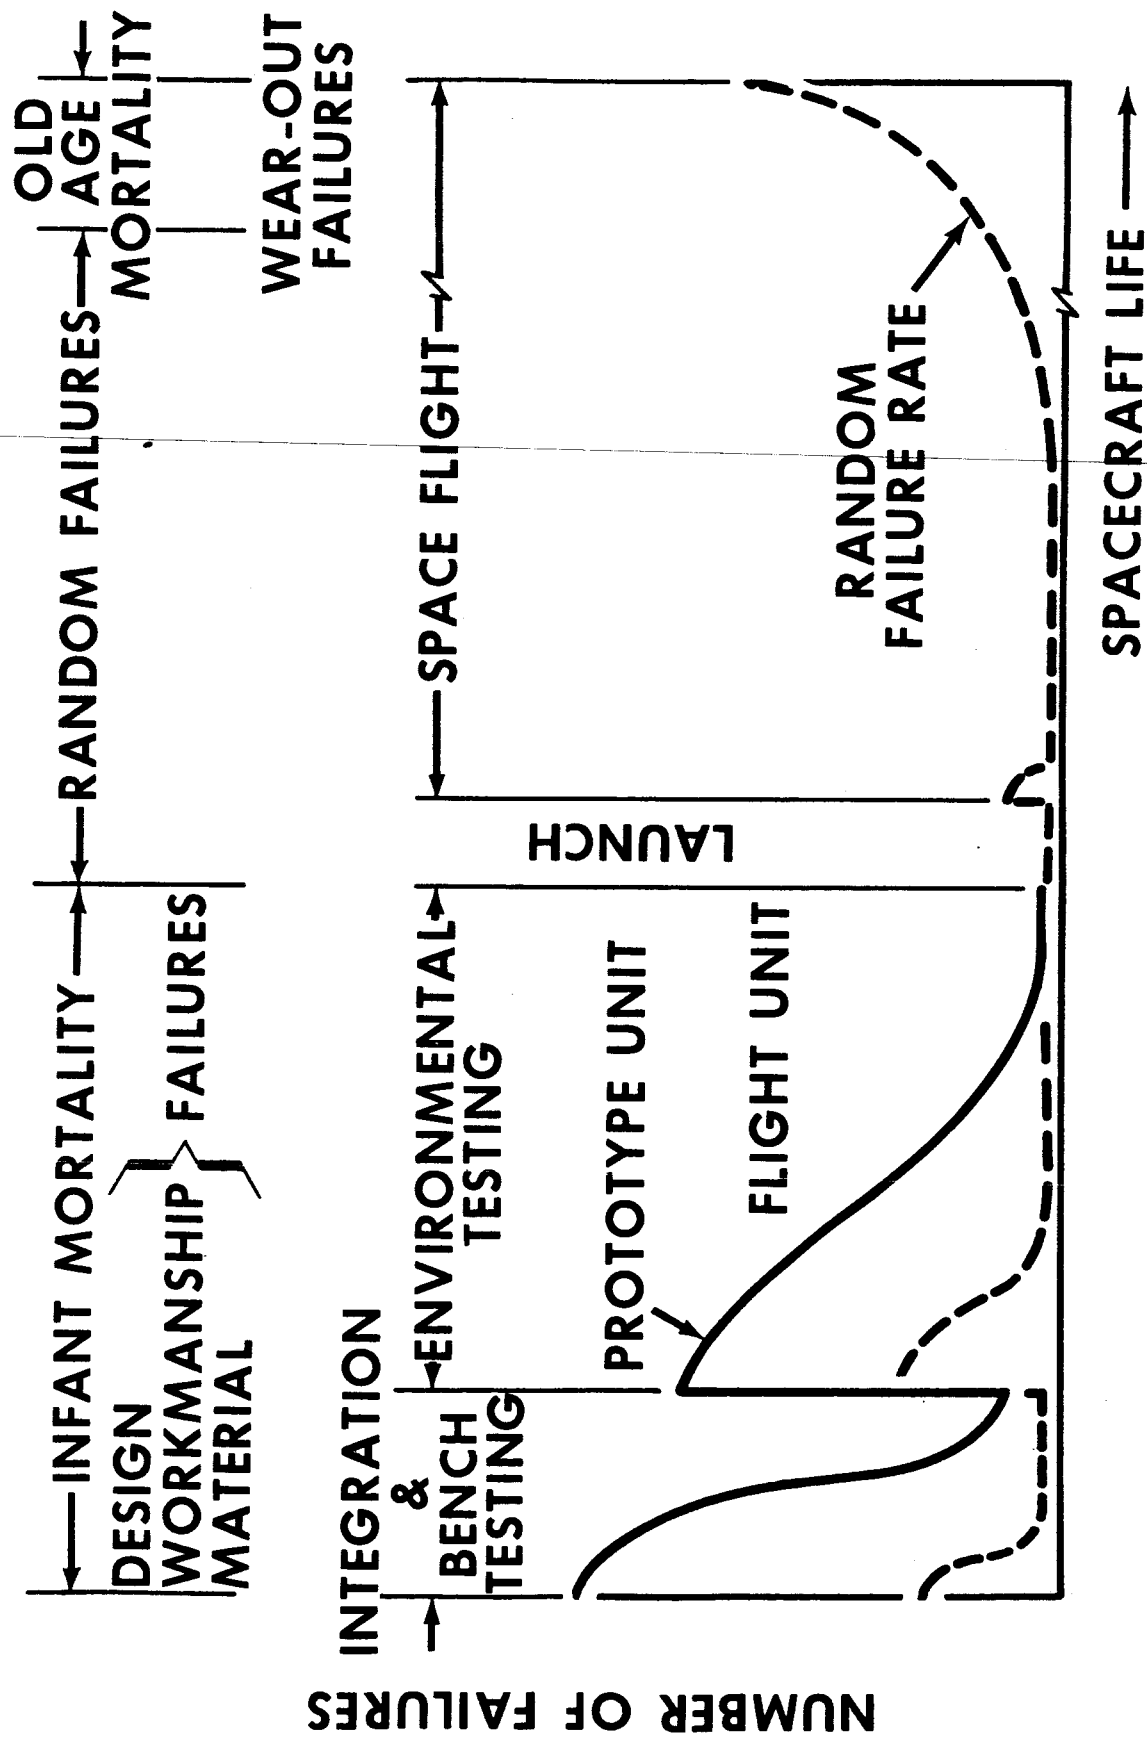 INFANT MORTALITY
RANDOM FAILURES
OLD
AGE
MORTALITY
DESIGN
WORKMANSHIP
MATERIAL
FAILURES
WEAR-OUT
FAILURES
INTEGRATION
&
BENCH
TESTING
ENVIRONMENTAL
TESTING
LAUNCH
SPACE FLIGHT
PROTOTYPE UNIT
FLIGHT UNIT
RANDOM
FAILURE RATE
NUMBER OF FAILURES
SPACECRAFT LIFE